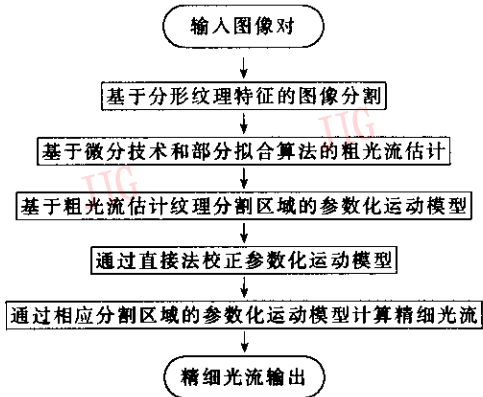 输入图像对
基于分形纹理特征的图像分割
JJG
基于微分技术和部分拟合算法的粗光流估计
JJG
基于粗光流估计纹理分割区域的参数化运动模型
通过直接法校正参数化运动模型
通过相应分割区域的参数化运动模型计算精细光流
精细光流输出